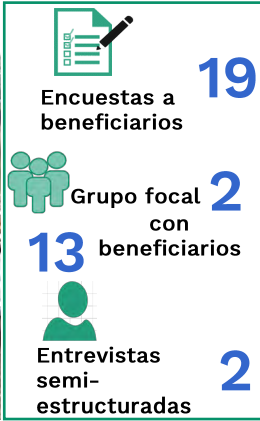 19
Encuestas a
beneficiarios
Grupo focal 2
con
13 beneficiarios
Entrevistas
semi- 2
estructuradas